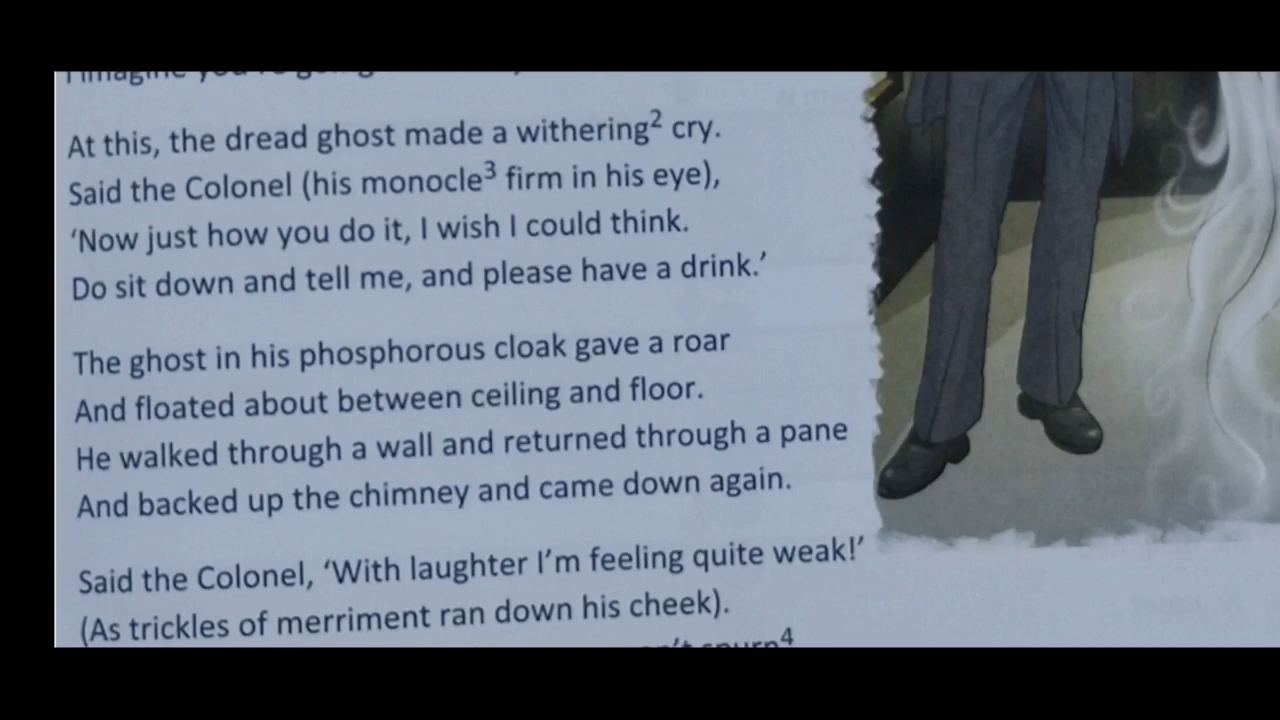 At this, the dread ghost made a withering² cry.
Said the Colonel (his monocle³ firm in his eye),
‘Now just how you do it, I wish I could think.
Do sit down and tell me, and please have a drink.’
The ghost in his phosphorous cloak gave a roar
And floated about between ceiling and floor.
He walked through a wall and returned through a pane
And backed up the chimney and came down again.
Said the Colonel, ‘With laughter I’m feeling quite weak!’
(As trickles of merriment ran down his cheek).